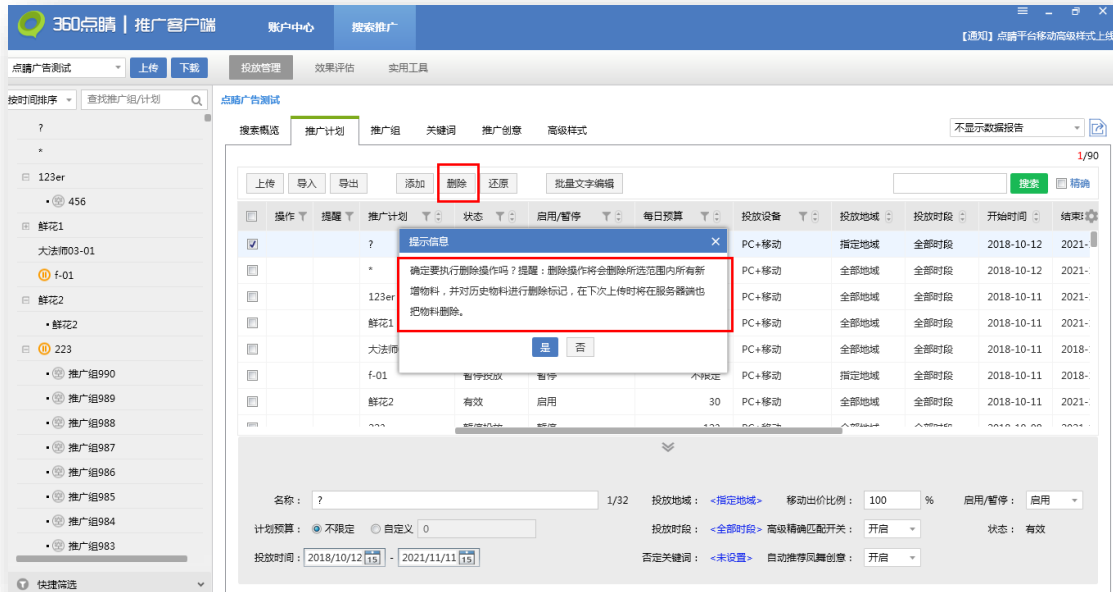 360点睛 | 推广客户端
账户中心
搜索推广
【通知】点睛平台移动高级样式上线
点睛广告测试
上传
下载
投放管理
效果评估
实用工具
按时间排序
查找推广组/计划
?
*
123er
456
鲜花1
大法师03-01
f-01
鲜花2
鲜花2
223
推广组990
推广组989
推广组988
推广组987
推广组986
推广组985
推广组984
推广组983
快捷筛选
点睛广告测试
搜索概览 推广计划 推广组 关键词 推广创意 高级样式
不显示数据报告
1/90
上传 导入 导出 添加 删除 还原 批量文字编辑
搜索 精确
操作 提醒 推广计划 状态 启用/暂停 每日预算 投放设备 投放地域 投放时段 开始时间 结束
? PC+移动 指定地域 全部时段 2018-10-12 2021-
* PC+移动 全部地域 全部时段 2018-10-12 2021-
123er PC+移动 全部地域 全部时段 2018-10-11 2021-
鲜花1 PC+移动 全部地域 全部时段 2018-10-11 2021-
大法师 PC+移动 全部地域 全部时段 2018-10-11 2018-
f-01 暂停投放 暂停 不限定 PC+移动 指定地域 全部时段 2018-10-11 2018-
鲜花2 有效 启用 30 PC+移动 全部地域 全部时段 2018-10-11 2021-
提示信息
确定要执行删除操作吗？提醒：删除操作将会删除所选范围内所有新
增物料，并对历史物料进行删除标记，在下次上传时将在服务器端也
把物料删除。
是 否
名称： ? 1/32 投放地域： <指定地域> 移动出价比例： 100 % 启用/暂停： 启用
计划预算： 不限定 自定义 0 投放时段： <全部时段> 高级精确匹配开关： 开启 状态： 有效
投放时间： 2018/10/12 15 - 2021/11/11 15 否定关键词： <未设置> 自动推荐凤舞创意： 开启